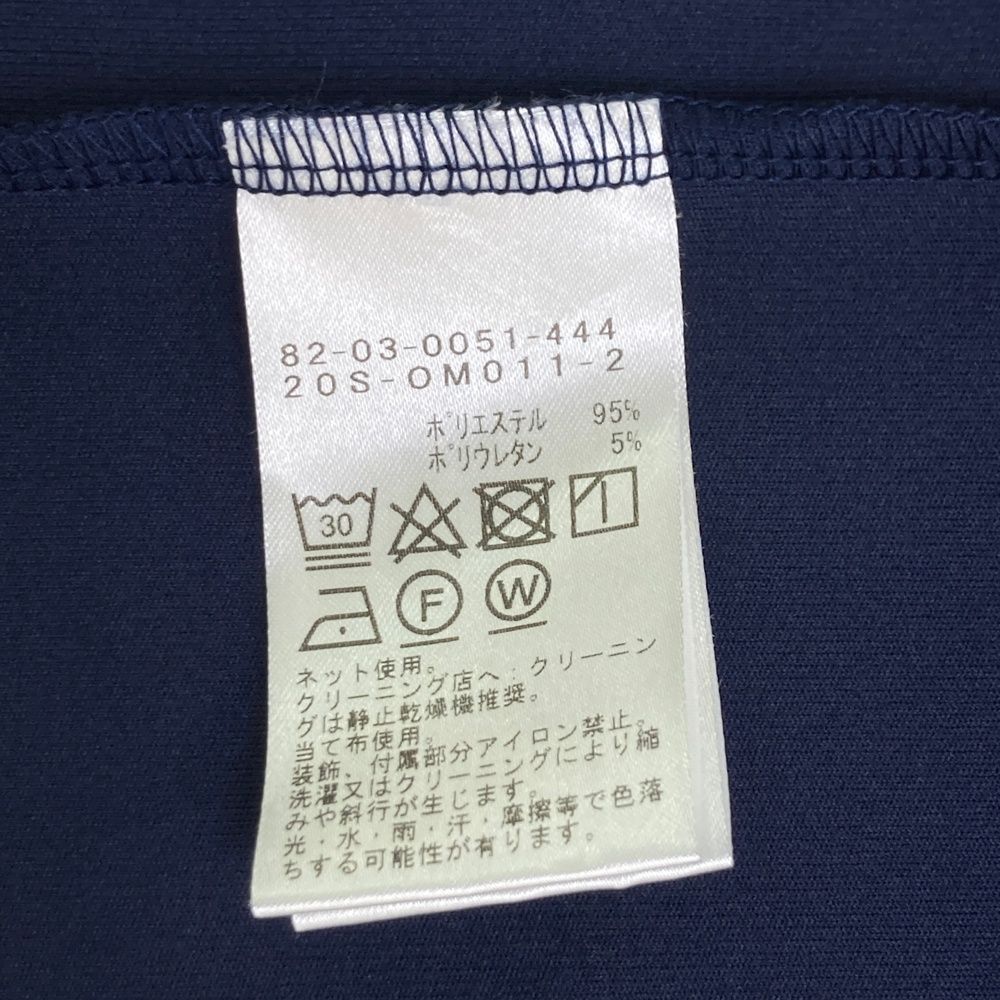 82-03-0051-444
20S-OM011-2
ポリエステル 95%
ポリウレタン 5%
30
F W
ネット使用。
クリーニング店へ:クリーニン
グは静止乾燥機推奨。
当て布使用。
装飾、付属部分アイロン禁止。
洗濯又はクリーニングにより縮
みや斜行が生じます。
光・水・雨・汗・摩擦等で色落
ちする可能性が有ります。